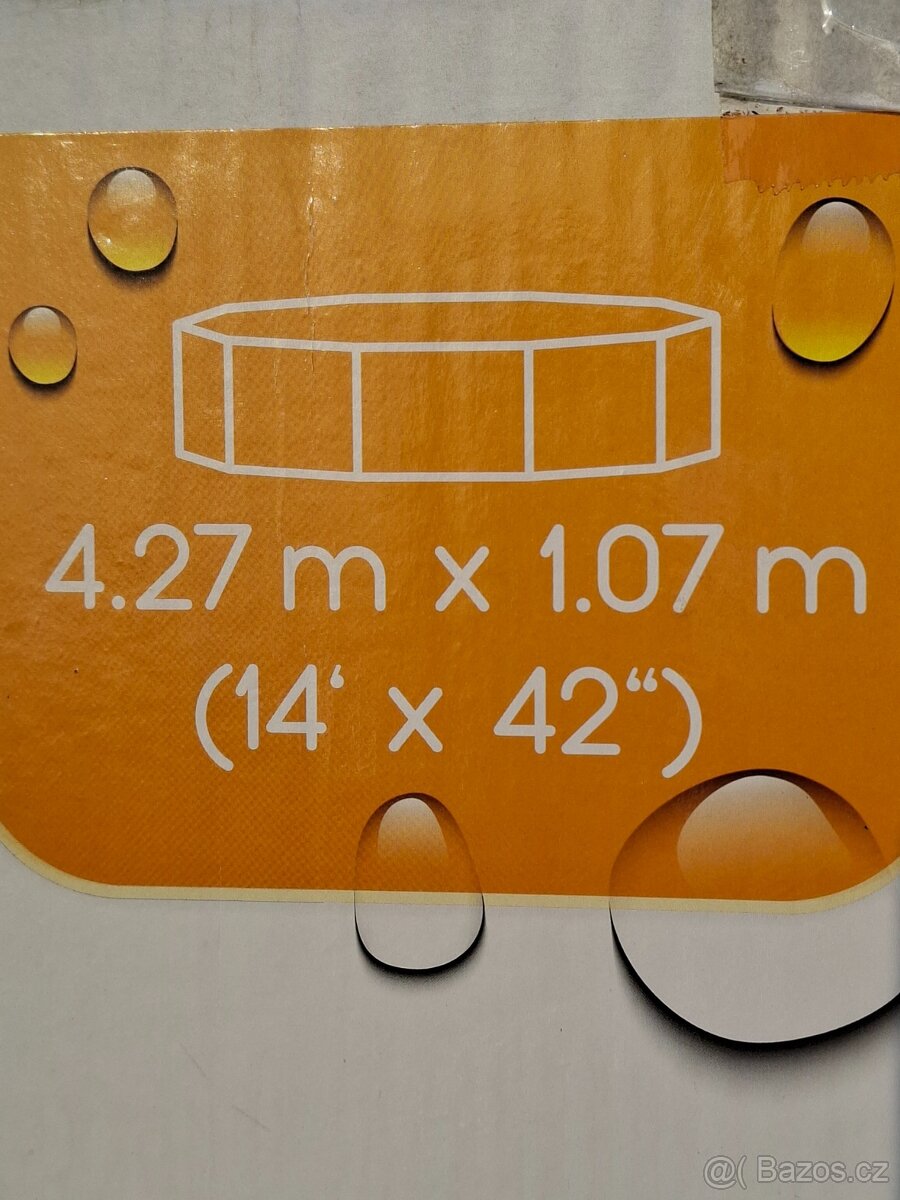 4.27 m x 1.07 m
(14‘ x 42“)
@( Bazos.cz